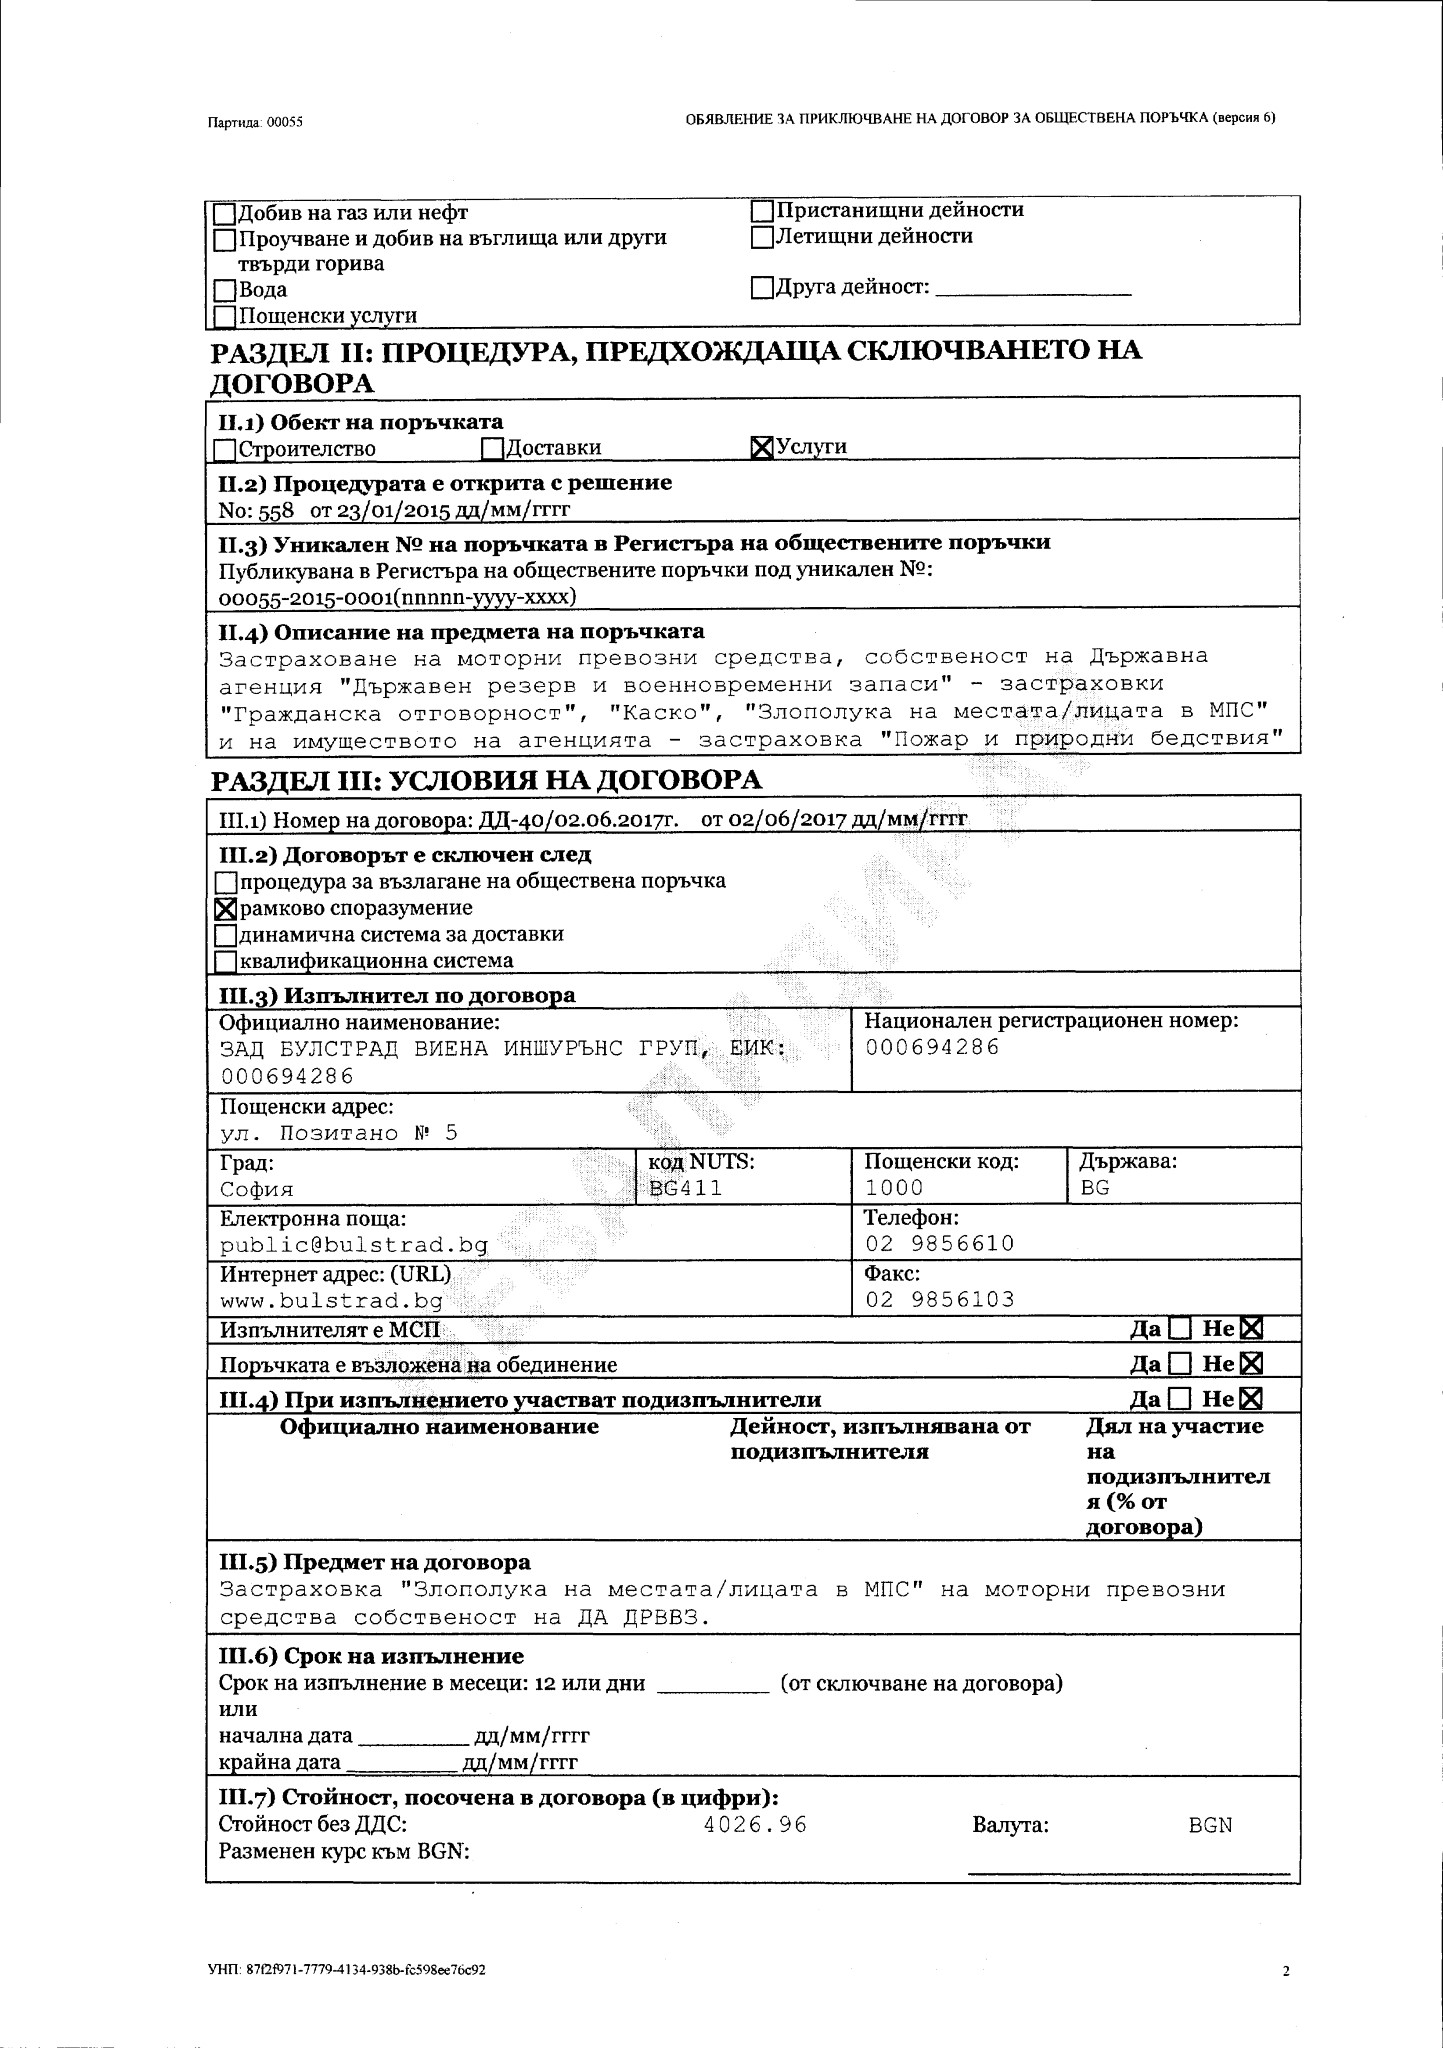 Партида: 00055
ОБЯВЛЕНИЕ ЗА ПРИКЛЮЧВАНЕ НА ДОГОВОР ЗА ОБЩЕСТВЕНА ПОРЪЧКА (версия 6)
Добив на газ или нефт
Пристанищни дейности
Проучване и добив на въглища или други твърди горива
Летищни дейности
Вода
Друга дейност:
Пощенски услуги
РАЗДЕЛ II: ПРОЦЕДУРА, ПРЕДХОЖДАЩА СКЛЮЧВАНЕТО НА
ДОГОВОРА
II.1) Обект на поръчката
☐Строителство ☐Доставки ☒Услуги
II.2) Процедурата е открита с решение
No: 558 от 23/01/2015 дд/мм/гггг
II.3) Уникален № на поръчката в Регистъра на обществените поръчки
Публикувана в Регистъра на обществените поръчки под уникален №:
00055-2015-0001(nnnnn-yyyy-xxxx)
II.4) Описание на предмета на поръчката
Застраховане на моторни превозни средства, собственост на Държавна
агенция "Държавен резерв и военновременни запаси" - застраховки
"Гражданска отговорност", "Каско", "Злополука на местата/лицата в МПС"
и на имуществото на агенцията - застраховка "Пожар и природни бедствия"
РАЗДЕЛ III: УСЛОВИЯ НА ДОГОВОРА
III.1) Номер на договора: ДД-40/02.06.2017г. от 02/06/2017 дд/мм/гггг
III.2) Договорът е сключен след
☐процедура за възлагане на обществена поръчка
☒рамково споразумение
☐динамична система за доставки
☐квалификационна система
III.3) Изпълнител по договора
Официално наименование:
ЗАД БУЛСТРАД ВИЕНА ИНШУРЪНС ГРУП, ЕИК:
000694286
Национален регистрационен номер:
000694286
Пощенски адрес:
ул. Позитано № 5
Град:
София
код NUTS:
BG411
Пощенски код:
1000
Държава:
BG
Електронна поща:
public@bulstrad.bg
Телефон:
02 9856610
Интернет адрес: (URL)
www.bulstrad.bg
Факс:
02 9856103
Изпълнителят е МСП Да ☐ Не ☒
Поръчката е възложена на обединение Да ☐ Не ☒
III.4) При изпълнението участват подизпълнители Да ☐ Не ☒
Официално наименование
Дейност, изпълнявана от
подизпълнителя
Дял на участие
на
подизпълнител
я (% от
договора)
III.5) Предмет на договора
Застраховка "Злополука на местата/лицата в МПС" на моторни превозни
средства собственост на ДА ДРВВЗ.
III.6) Срок на изпълнение
Срок на изпълнение в месеци: 12 или дни __________ (от сключване на договора)
или
начална дата __________ дд/мм/гггг
крайна дата __________ дд/мм/гггг
III.7) Стойност, посочена в договора (в цифри):
Стойност без ДДС: 4026.96 Валута: BGN
Разменен курс към BGN:
УНП: 87f2f971-7779-4134-938b-fc598ee76c92
2